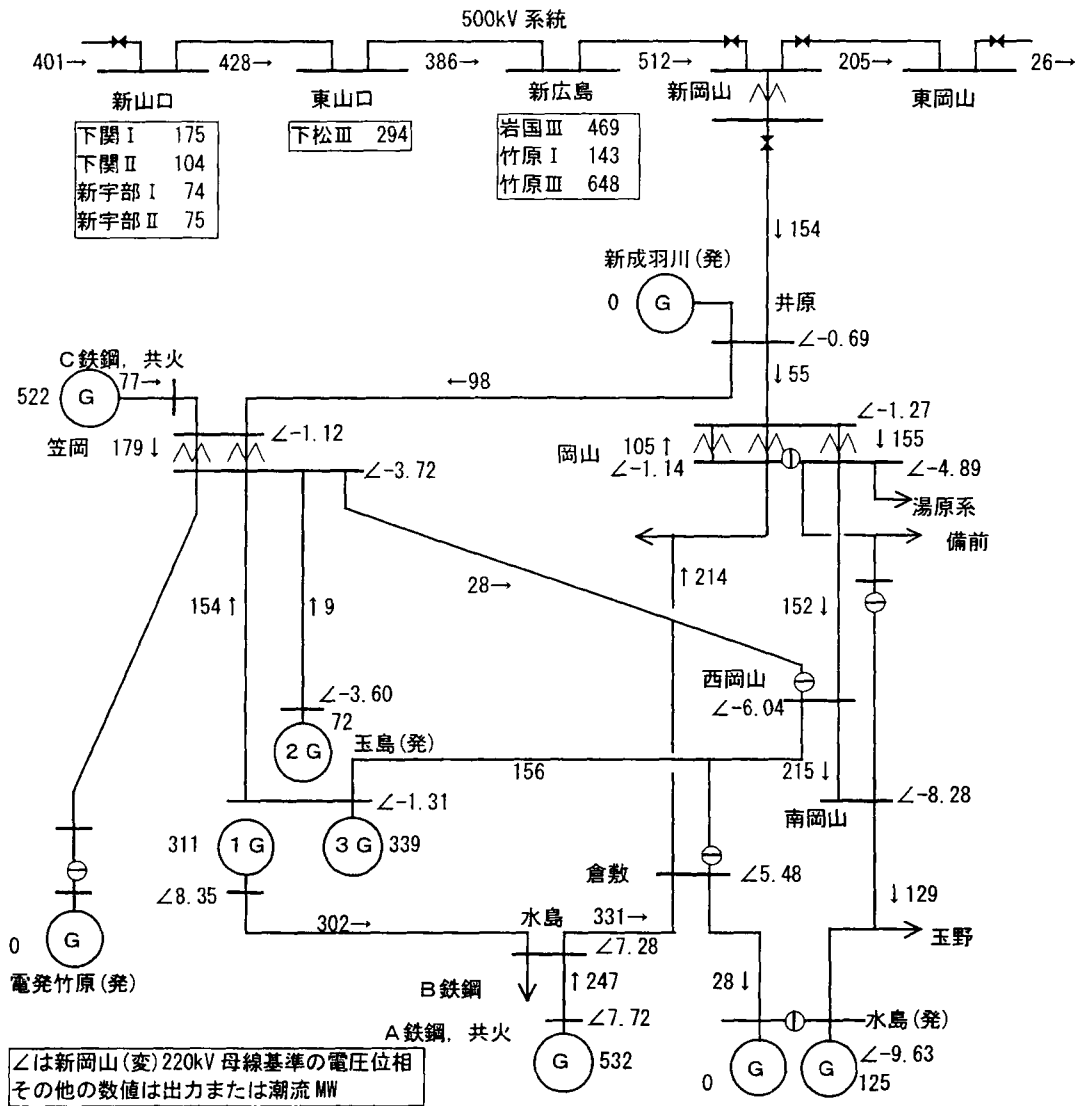 500kV 系統
401→
428→
386→
512→
205→
26→
新山口
東山口
新広島
新岡山
東岡山
下関Ⅰ 175
下関Ⅱ 104
新宇部Ⅰ 74
新宇部Ⅱ 75
下松Ⅲ 294
岩国Ⅲ 469
竹原Ⅰ 143
竹原Ⅲ 648
↓154
新成羽川(発)
0 G
井原
∠-0.69
C鉄鋼, 共火
77→
←98
↓55
522 G
笠岡
179↓
∠-1.12
∠-3.72
∠-1.27
岡山
105↑
↓155
∠-1.14
∠-4.89
湯原系
備前
↑214
28→
154↑
↑9
152↓
西岡山
∠-6.04
∠-3.60
72
2G
玉島(発)
156
215↓
∠-1.31
∠-8.28
南岡山
311 1G
3G 339
倉敷
∠5.48
∠8.35
↓129
302→
水島
331→
∠7.28
玉野
0 G
電発竹原(発)
B鉄鋼
↑247
28↓
A鉄鋼, 共火
∠7.72
水島(発)
G 532
0 G
G
∠-9.63
125
∠は新岡山(変)220kV 母線基準の電圧位相
その他の数値は出力または潮流 MW